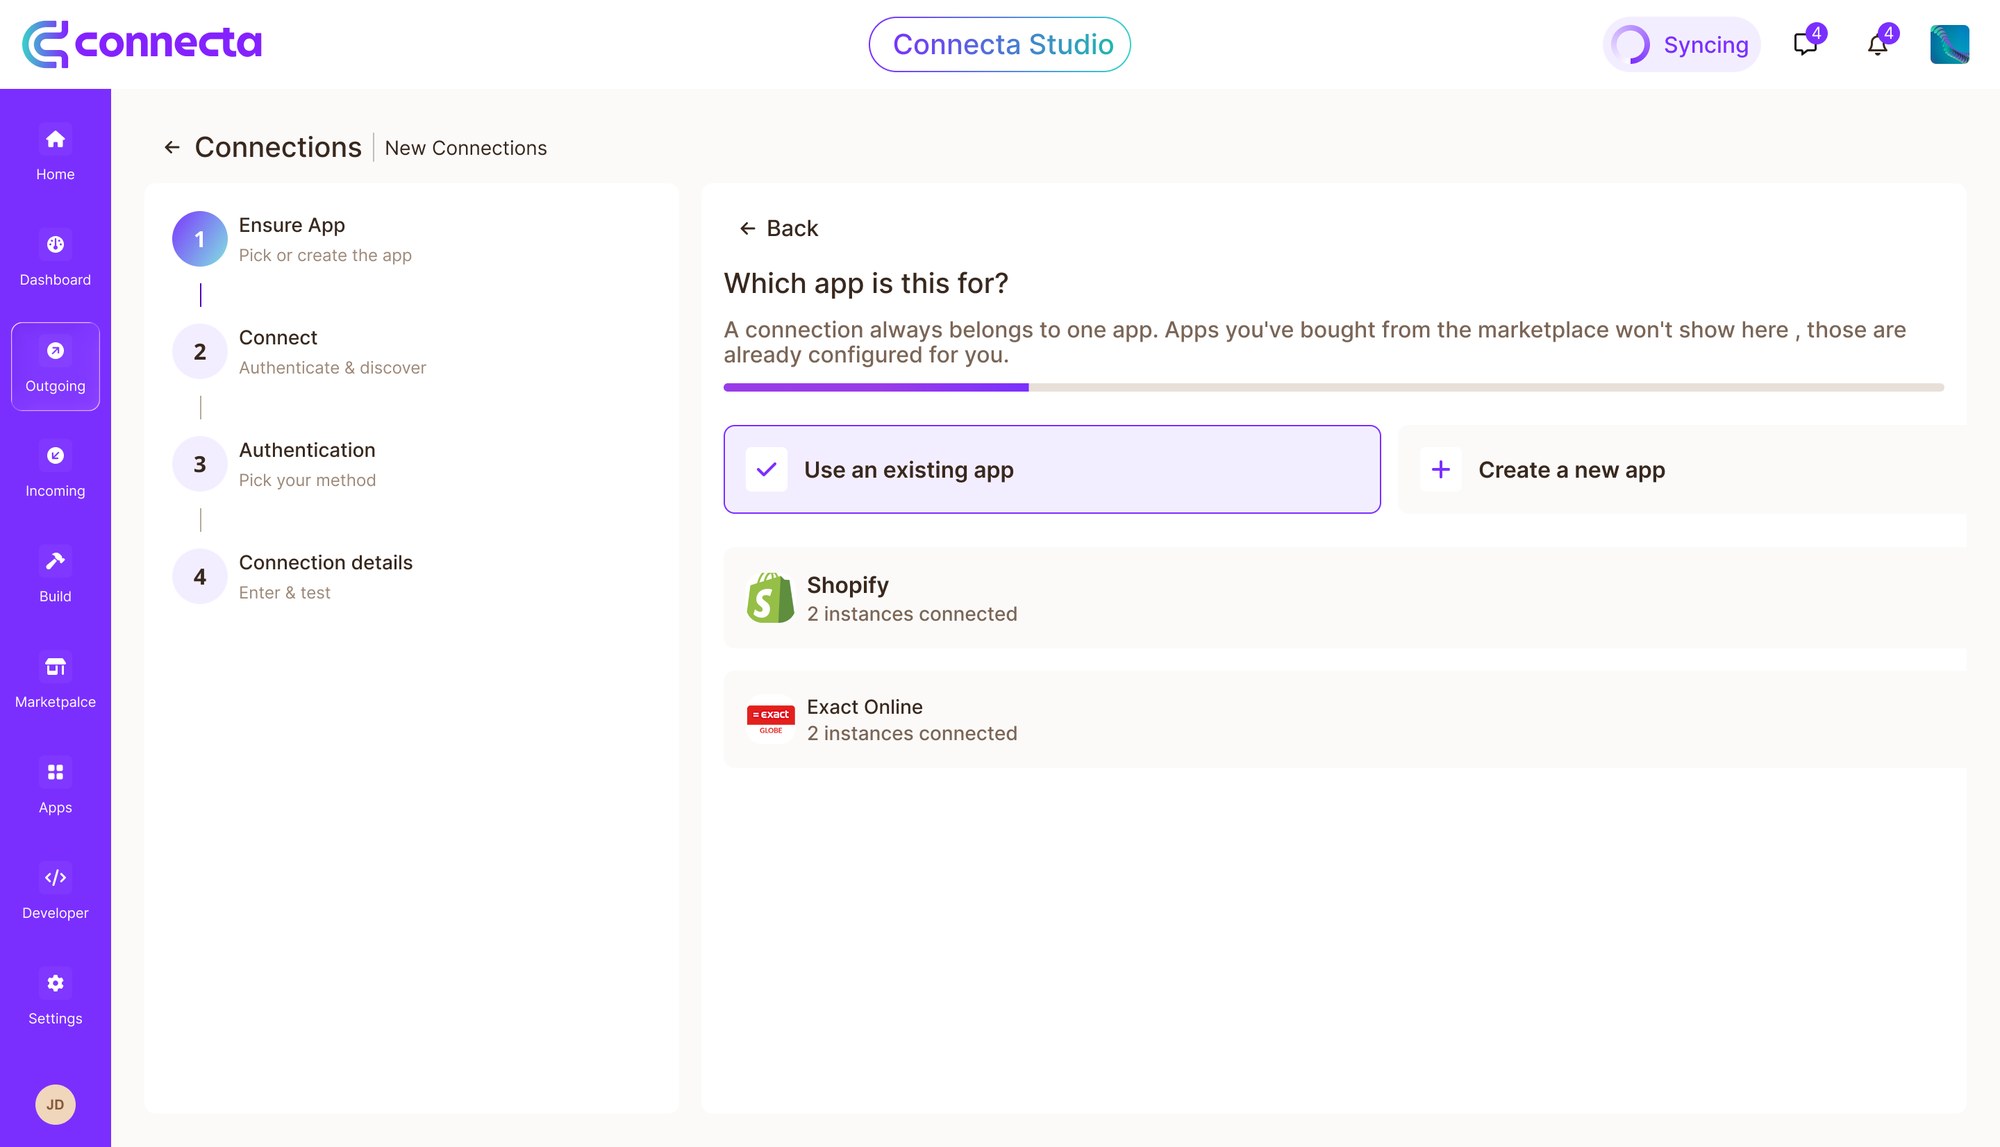 connecta
Connecta Studio
Syncing
4
4
Home
Dashboard
Outgoing
Incoming
Build
Marketpalce
Apps
Developer
Settings
JD
Connections
New Connections
1
Ensure App
Pick or create the app
2
Connect
Authenticate & discover
3
Authentication
Pick your method
4
Connection details
Enter & test
Back
Which app is this for?
A connection always belongs to one app. Apps you've bought from the marketplace won't show here , those are
already configured for you.
Use an existing app
Create a new app
Shopify
2 instances connected
= exact
GLOBE
Exact Online
2 instances connected